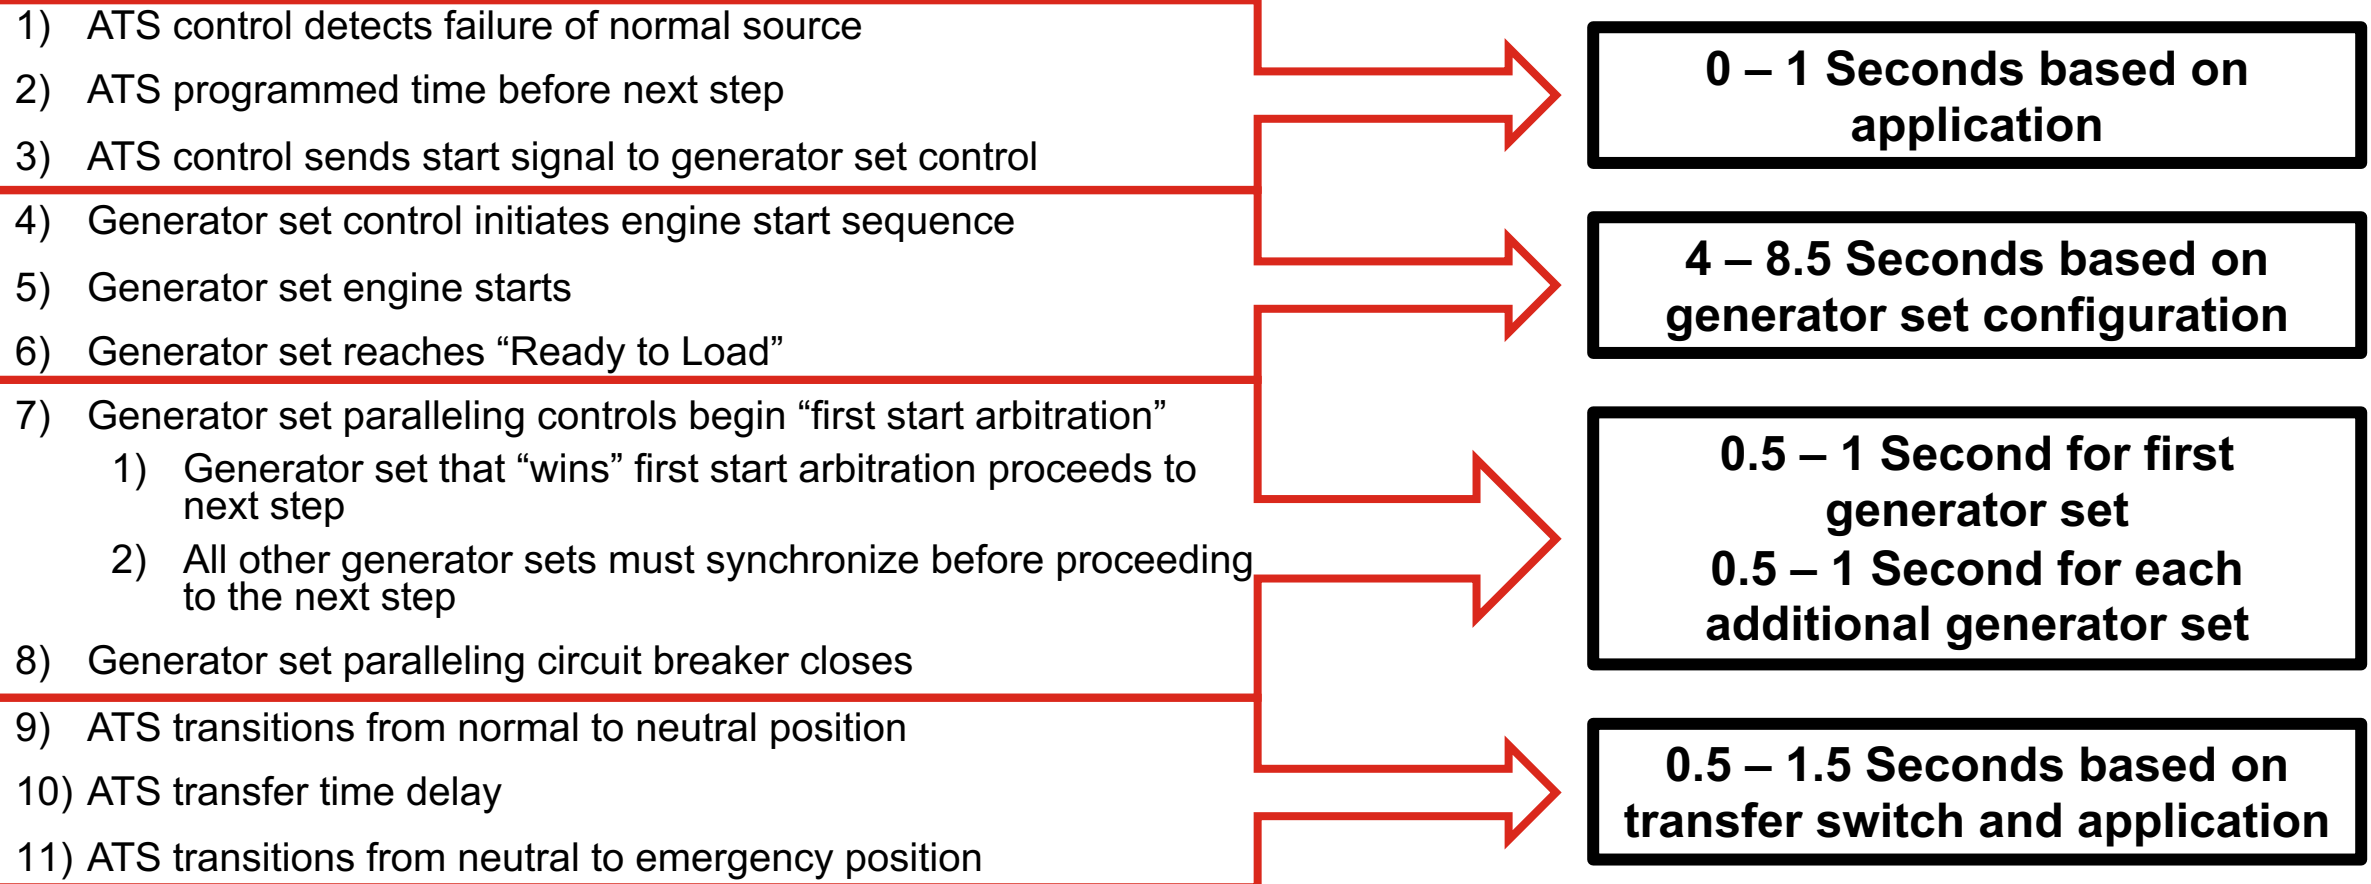 1) ATS control detects failure of normal source
2) ATS programmed time before next step
3) ATS control sends start signal to generator set control
0 – 1 Seconds based on
application
4) Generator set control initiates engine start sequence
5) Generator set engine starts
6) Generator set reaches “Ready to Load”
4 – 8.5 Seconds based on
generator set configuration
7) Generator set paralleling controls begin “first start arbitration”
1) Generator set that “wins” first start arbitration proceeds to
next step
2) All other generator sets must synchronize before proceeding
to the next step
8) Generator set paralleling circuit breaker closes
0.5 – 1 Second for first
generator set
0.5 – 1 Second for each
additional generator set
9) ATS transitions from normal to neutral position
10) ATS transfer time delay
11) ATS transitions from neutral to emergency position
0.5 – 1.5 Seconds based on
transfer switch and application